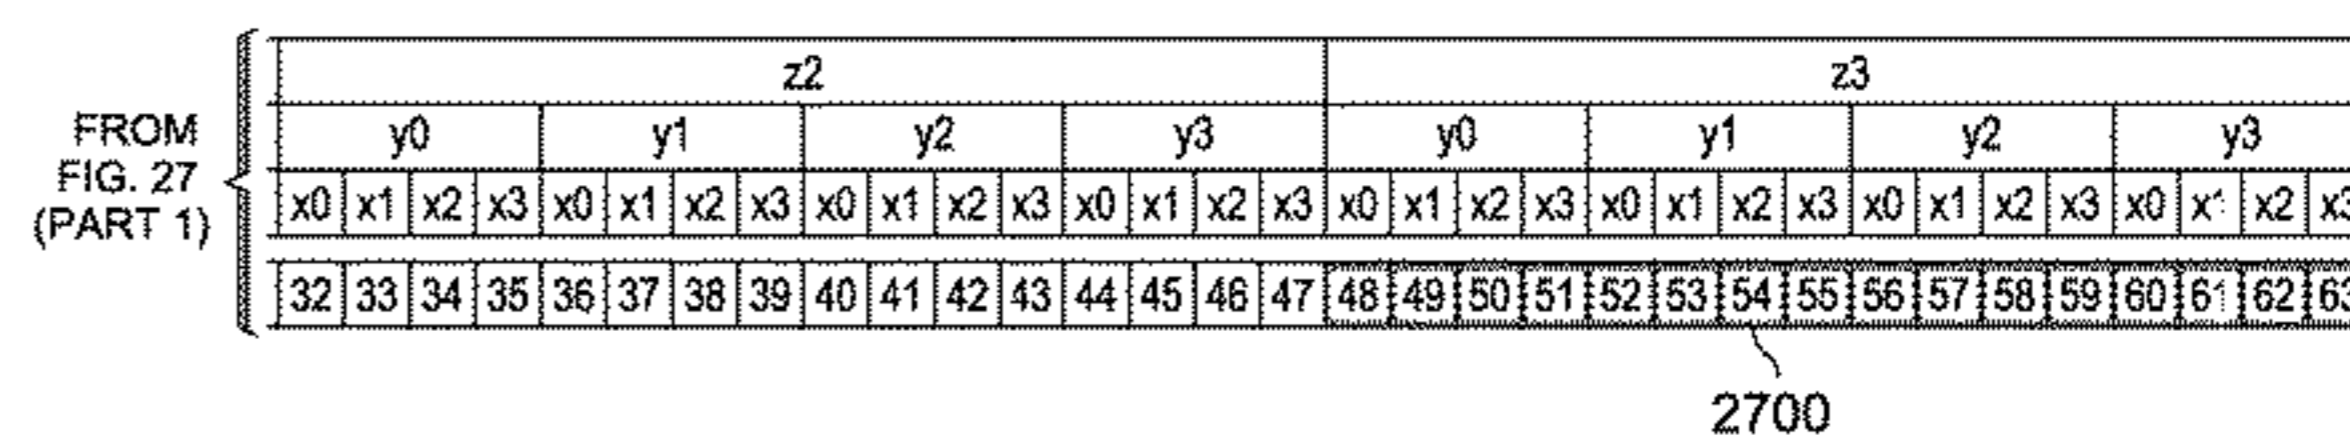 z2 z3
FROM FIG. 27 (PART 1)
y0 y1 y2 y3 y0 y1 y2 y3
x0 x1 x2 x3 x0 x1 x2 x3 x0 x1 x2 x3 x0 x1 x2 x3 x0 x1 x2 x3 x0 x1 x2 x3 x0 x1 x2 x3 x0 x1 x2 x3
32 33 34 35 36 37 38 39 40 41 42 43 44 45 46 47 48 49 50 51 52 53 54 55 56 57 58 59 60 61 62 63
2700